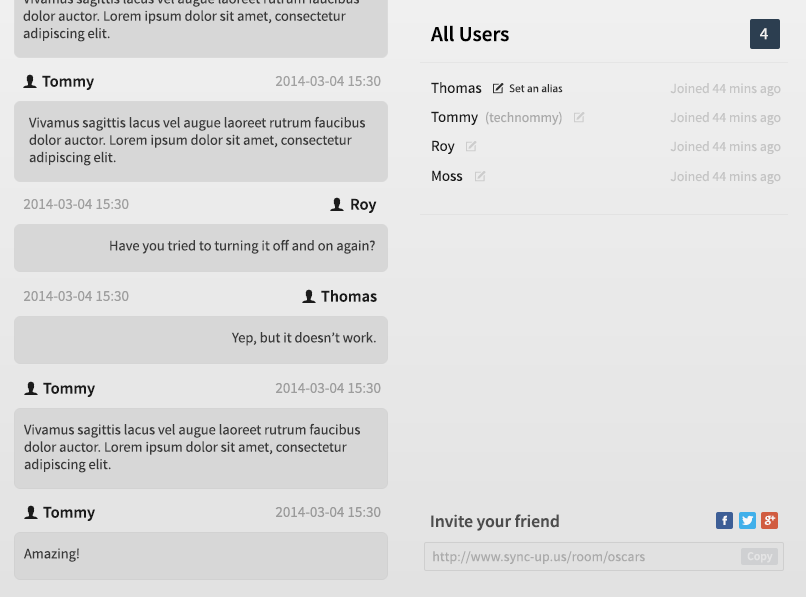 Vivamus sagittis lacus vel augue laoreet rutrum faucibus
dolor auctor. Lorem ipsum dolor sit amet, consectetur
adipiscing elit.
Tommy 2014-03-04 15:30
Vivamus sagittis lacus vel augue laoreet rutrum faucibus
dolor auctor. Lorem ipsum dolor sit amet, consectetur
adipiscing elit.
2014-03-04 15:30 Roy
Have you tried to turning it off and on again?
2014-03-04 15:30 Thomas
Yep, but it doesn’t work.
Tommy 2014-03-04 15:30
Vivamus sagittis lacus vel augue laoreet rutrum faucibus
dolor auctor. Lorem ipsum dolor sit amet, consectetur
adipiscing elit.
Tommy 2014-03-04 15:30
Amazing!
All Users 4
Thomas Set an alias Joined 44 mins ago
Tommy (technommy) Joined 44 mins ago
Roy Joined 44 mins ago
Moss Joined 44 mins ago
Invite your friend f g+
http://www.sync-up.us/room/oscars Copy